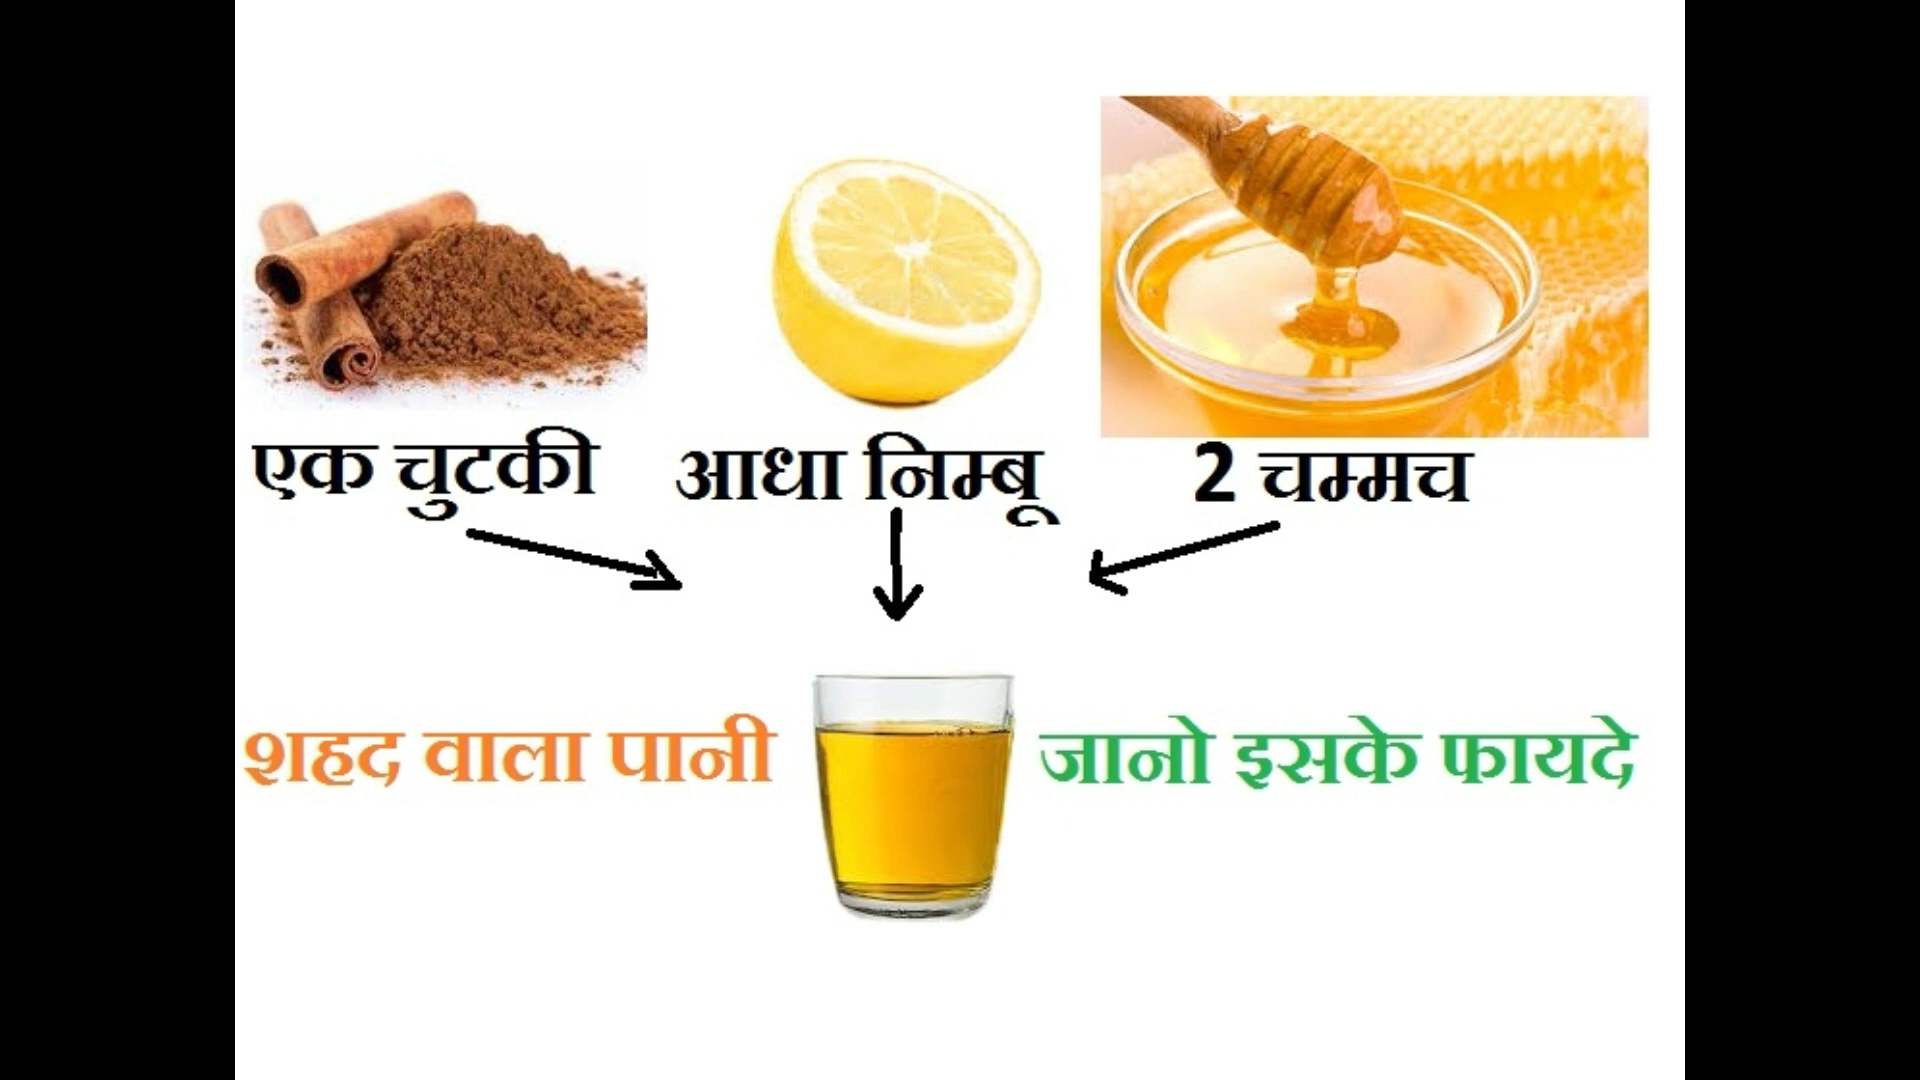 एक चुटकी
आधा निम्बू
2 चम्मच
शहद वाला पानी
जानो इसके फायदे